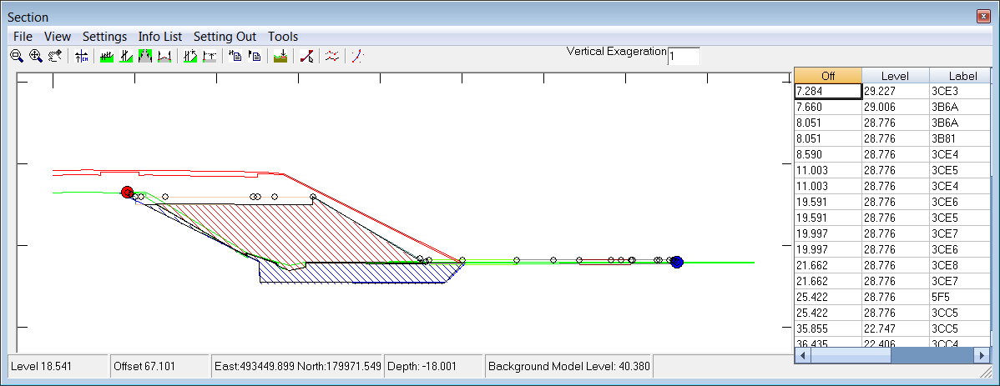 Section
File View Settings Info List Setting Out Tools
Vertical Exageration 1
Off Level Label
7.284 29.227 3CE3
7.660 29.006 3B6A
8.051 28.776 3B6A
8.051 28.776 3B81
8.590 28.776 3CE4
11.003 28.776 3CE5
11.003 28.776 3CE4
19.591 28.776 3CE6
19.591 28.776 3CE5
19.997 28.776 3CE7
19.997 28.776 3CE6
21.662 28.776 3CE8
21.662 28.776 3CE7
25.422 28.776 5F5
25.422 28.776 3CC5
35.855 22.747 3CC5
36.435 22.406 3CC4
Level 18.541 Offset 67.101 East:493449.899 North:179971.549 Depth: -18.001 Background Model Level: 40.380